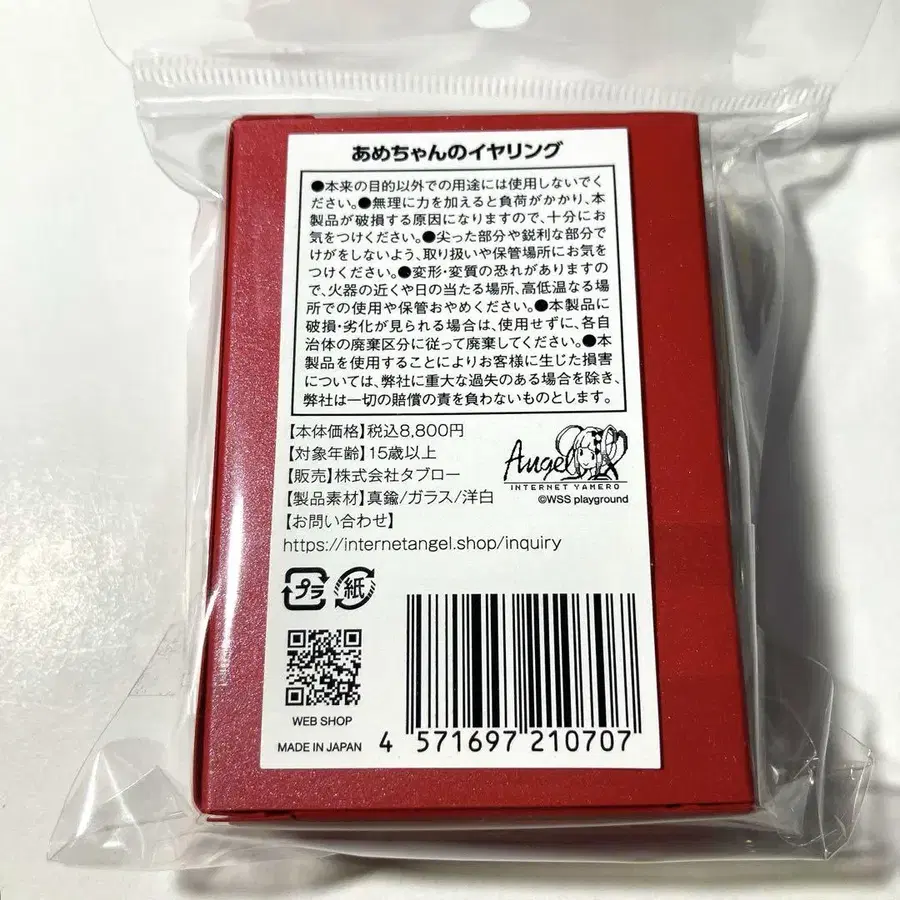 あめちゃんのイヤリング
●本来の目的以外での用途には使用しないでく
ださい。●無理に力を加えると負荷がかかり、本
製品が破損する原因になりますので、十分にお
気をつけください。●尖った部分や鋭利な部分で
けがをしないよう、取り扱いや保管場所にお気を
つけください。●変形・変質の恐れがありますの
で、火器の近くや日の当たる場所、高低温なる場
所での使用や保管おやめください。●本製品に
破損・劣化が見られる場合は、使用せずに、各自
治体の廃棄区分に従って廃棄してください。●本
製品を使用することによりお客様に生じた損害
については、弊社に重大な過失のある場合を除き、
弊社は一切の賠償の責を負わないものとします。
【本体価格】税込8,800円
【対象年齢】15歳以上
【販売】株式会社タブロー
【製品素材】真鍮/ガラス/洋白
【お問い合わせ】
https://internetangel.shop/inquiry
Angel
INTERNET YAMERO
©WSS playground
プラ
紙
WEB SHOP
MADE IN JAPAN
4 571697 210707